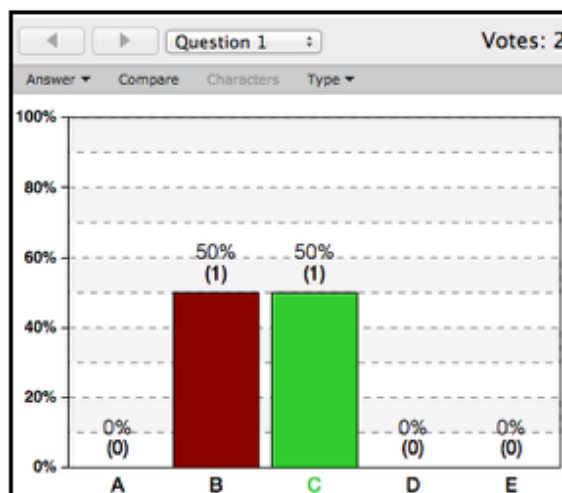 Question 1 Votes: 2
Answer Compare Characters Type
100%
80%
60%
50% 50%
(1) (1)
40%
20%
0% 0% 0%
(0) (0) (0)
0%
A B C D E